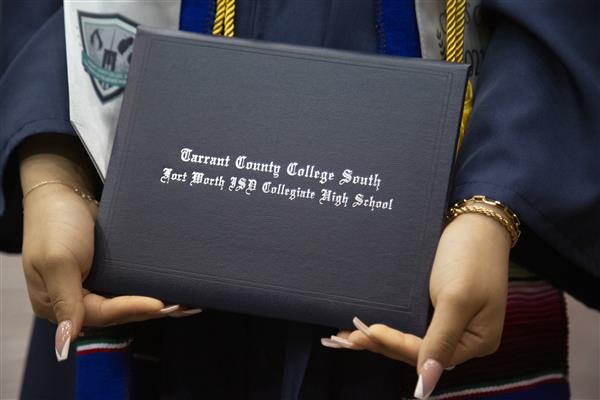 Tarrant County College South
Fort Worth ISD Collegiate High School